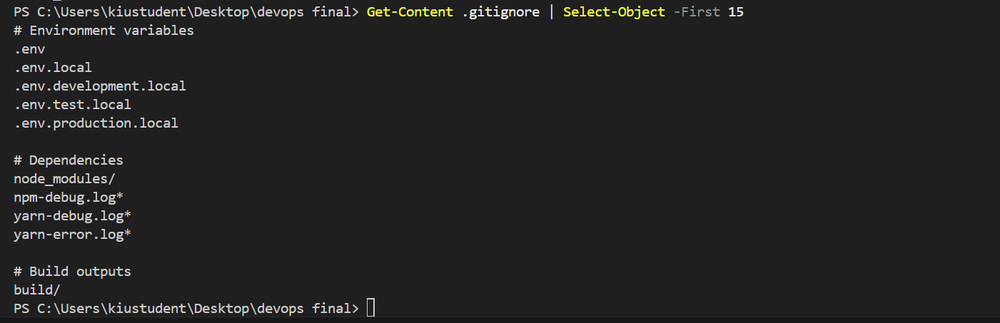 PS C:\Users\kiustudent\Desktop\devops final> Get-Content .gitignore | Select-Object -First 15
# Environment variables
.env
.env.local
.env.development.local
.env.test.local
.env.production.local
# Dependencies
node_modules/
npm-debug.log*
yarn-debug.log*
yarn-error.log*
# Build outputs
build/
PS C:\Users\kiustudent\Desktop\devops final>